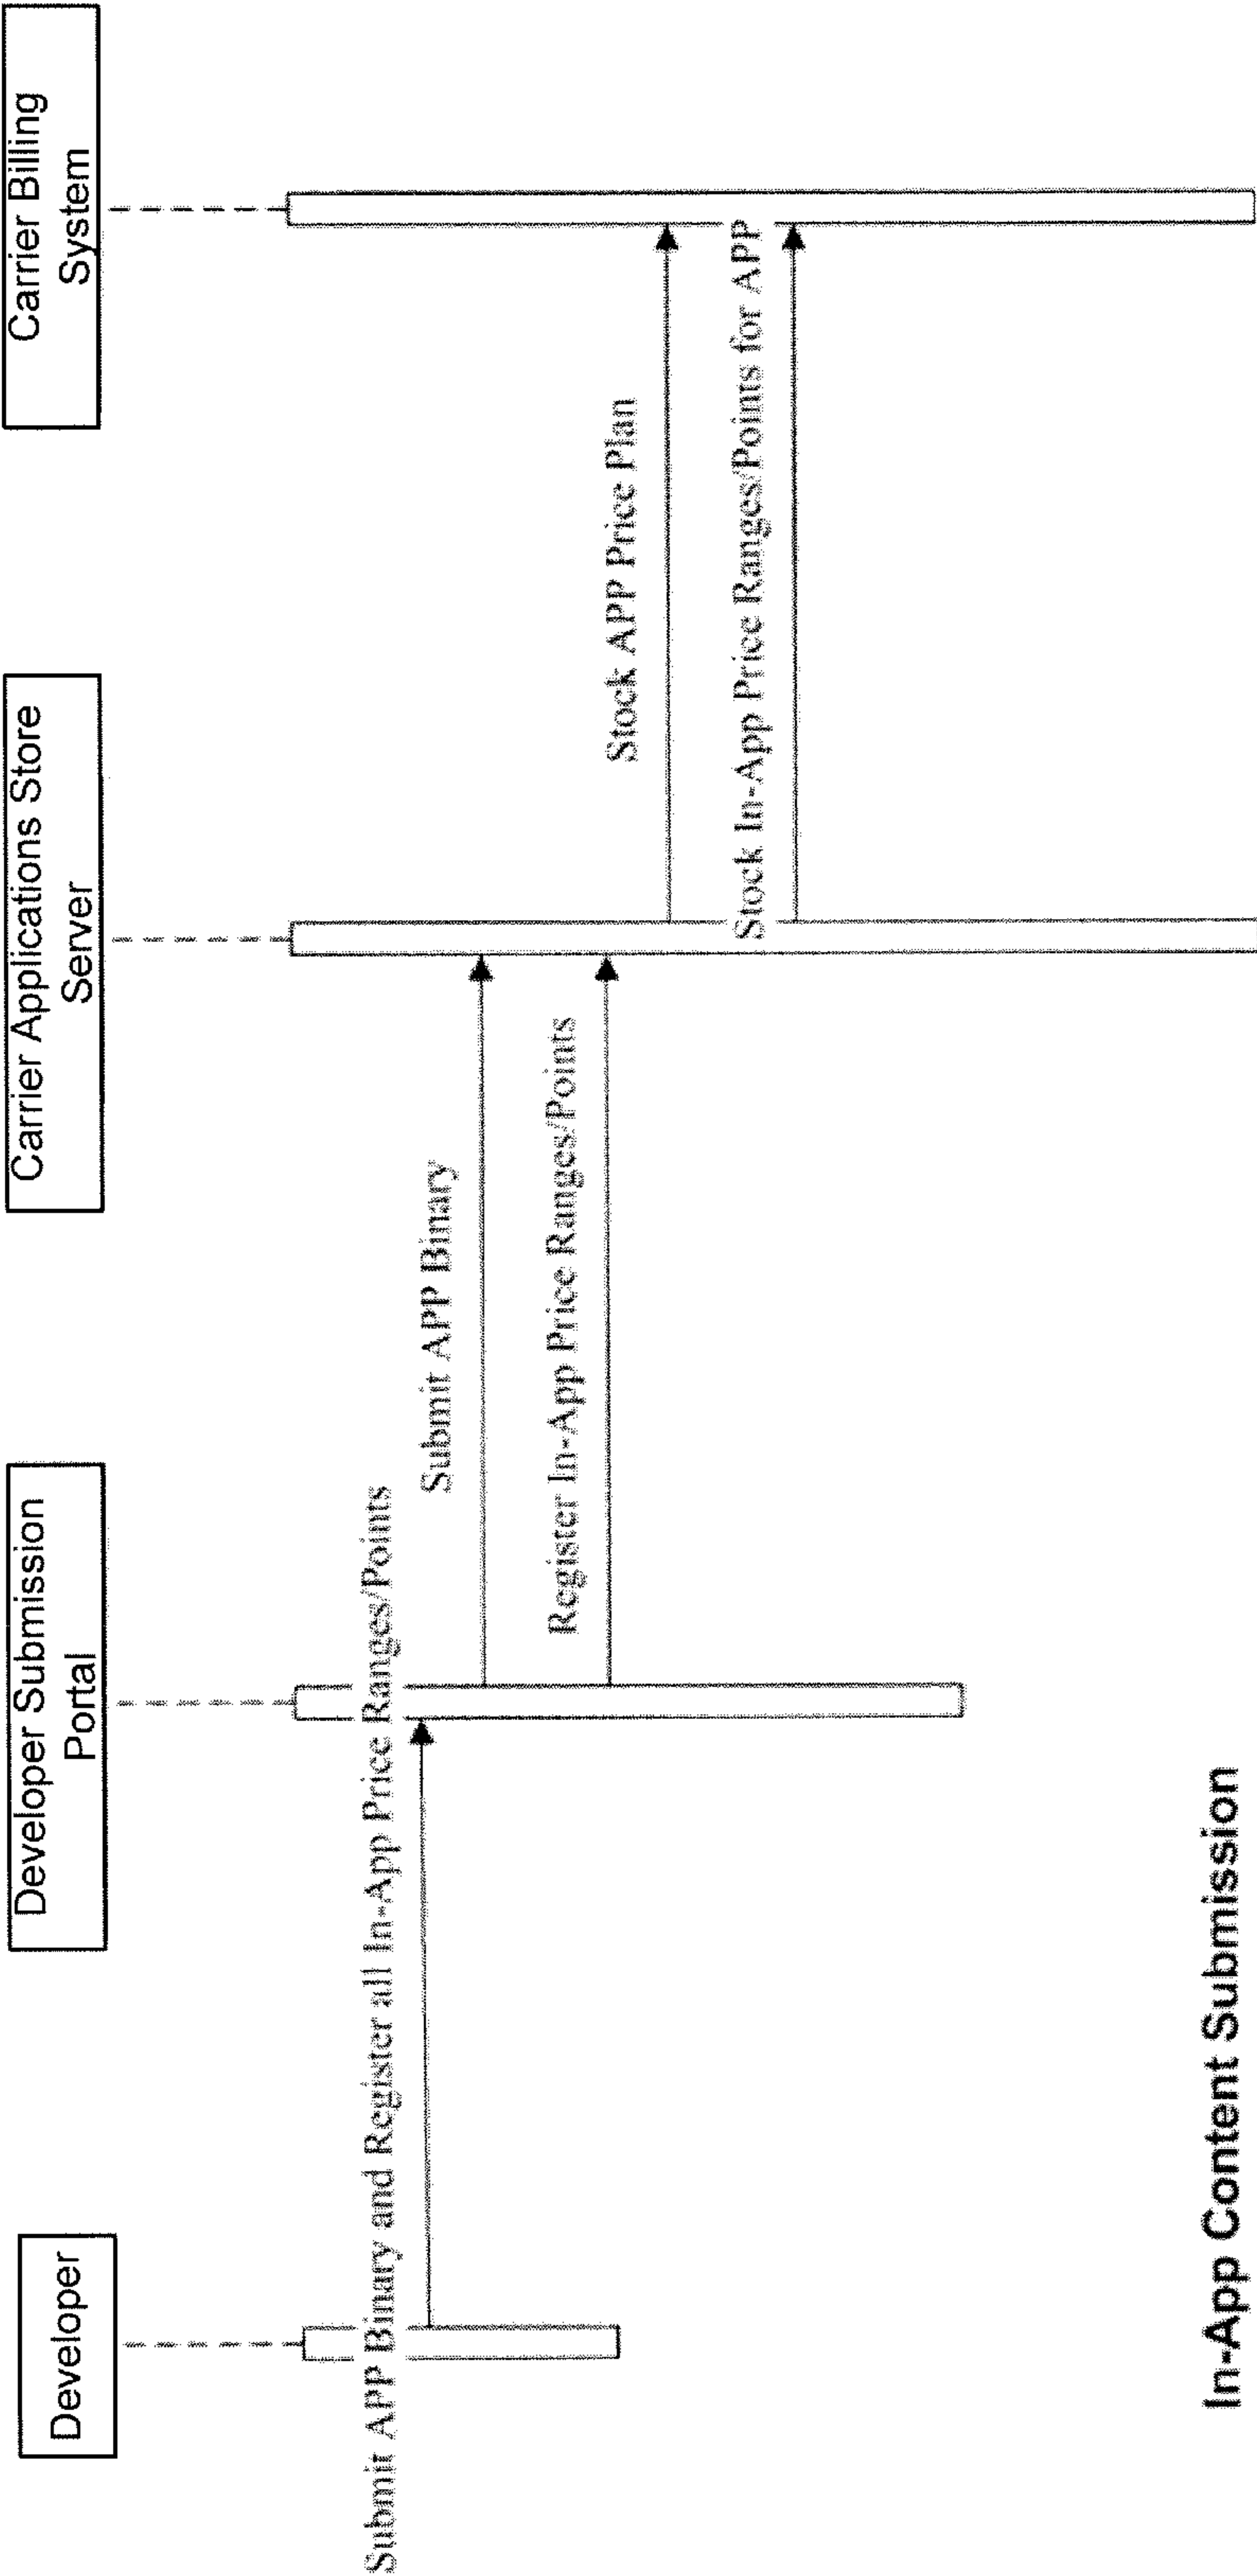 Developer
Developer Submission
Portal
Carrier Applications Store
Server
Carrier Billing
System
Submit APP Binary and Register all In-App Price Ranges/Points
Submit APP Binary
Register In-App Price Ranges/Points
Stock APP Price Plan
Stock In-App Price Ranges/Points for APP
In-App Content Submission